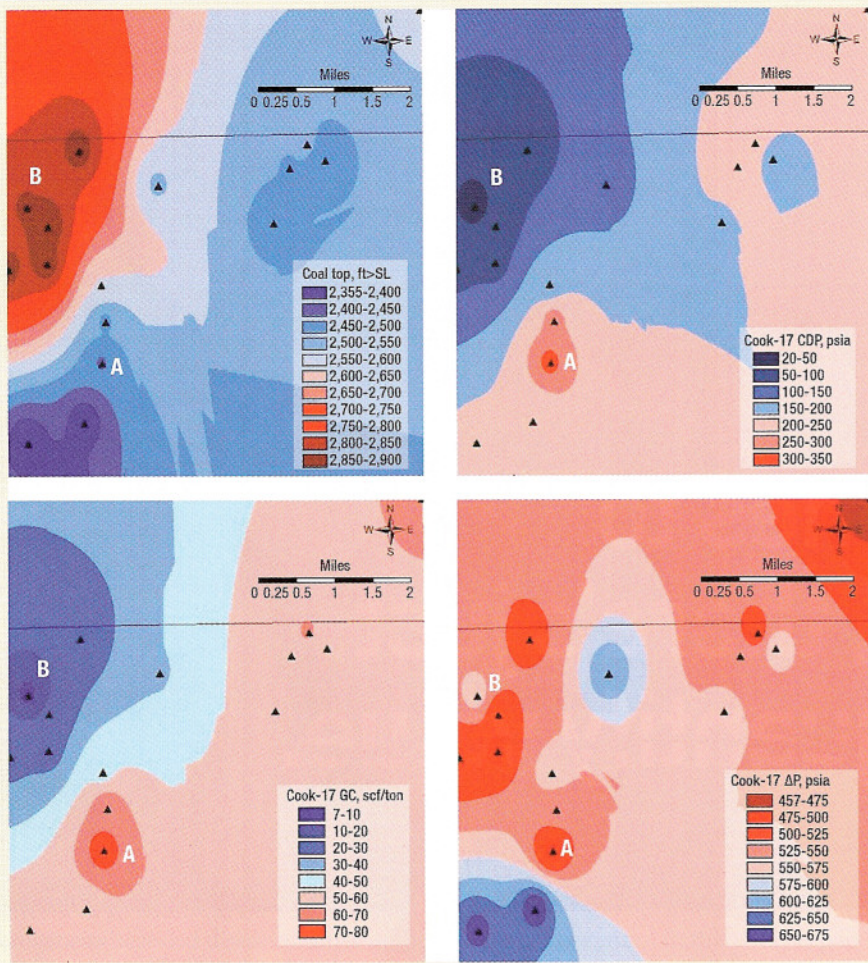 N
W E
S
Miles
0 0.25 0.5 1 1.5 2
B
A
Coal top, ft>SL
2,355-2,400
2,400-2,450
2,450-2,500
2,500-2,550
2,550-2,600
2,600-2,650
2,650-2,700
2,700-2,750
2,750-2,800
2,800-2,850
2,850-2,900
N
W E
S
Miles
0 0.25 0.5 1 1.5 2
B
A
Cook-17 CDP, psia
20-50
50-100
100-150
150-200
200-250
250-300
300-350
N
W E
S
Miles
0 0.25 0.5 1 1.5 2
B
A
Cook-17 GC, scf/ton
7-10
10-20
20-30
30-40
40-50
50-60
60-70
70-80
N
W E
S
Miles
0 0.25 0.5 1 1.5 2
B
A
Cook-17 ΔP, psia
457-475
475-500
500-525
525-550
550-575
575-600
600-625
625-650
650-675